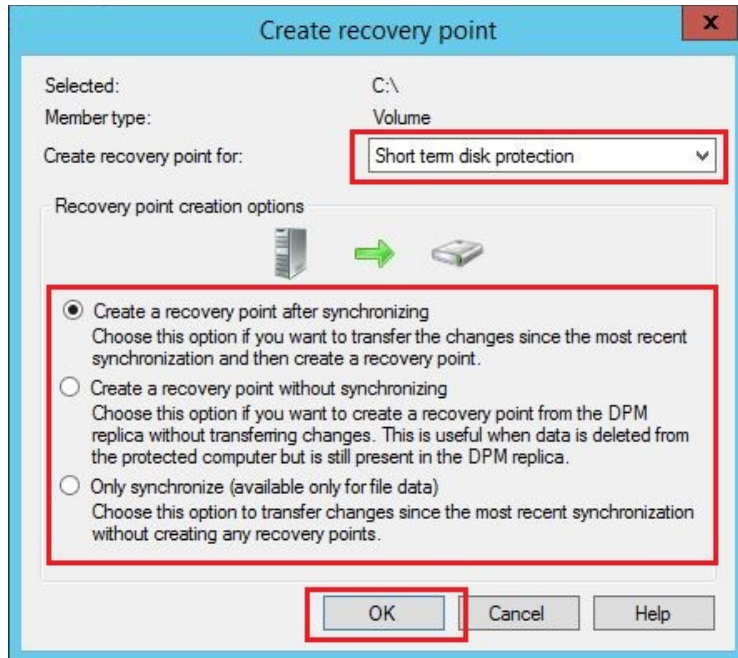 Create recovery point
x
Selected: C:\
Member type: Volume
Create recovery point for: Short term disk protection
Recovery point creation options
Create a recovery point after synchronizing
Choose this option if you want to transfer the changes since the most recent
synchronization and then create a recovery point.
Create a recovery point without synchronizing
Choose this option if you want to create a recovery point from the DPM
replica without transferring changes. This is useful when data is deleted from
the protected computer but is still present in the DPM replica.
Only synchronize (available only for file data)
Choose this option to transfer changes since the most recent synchronization
without creating any recovery points.
OK Cancel Help